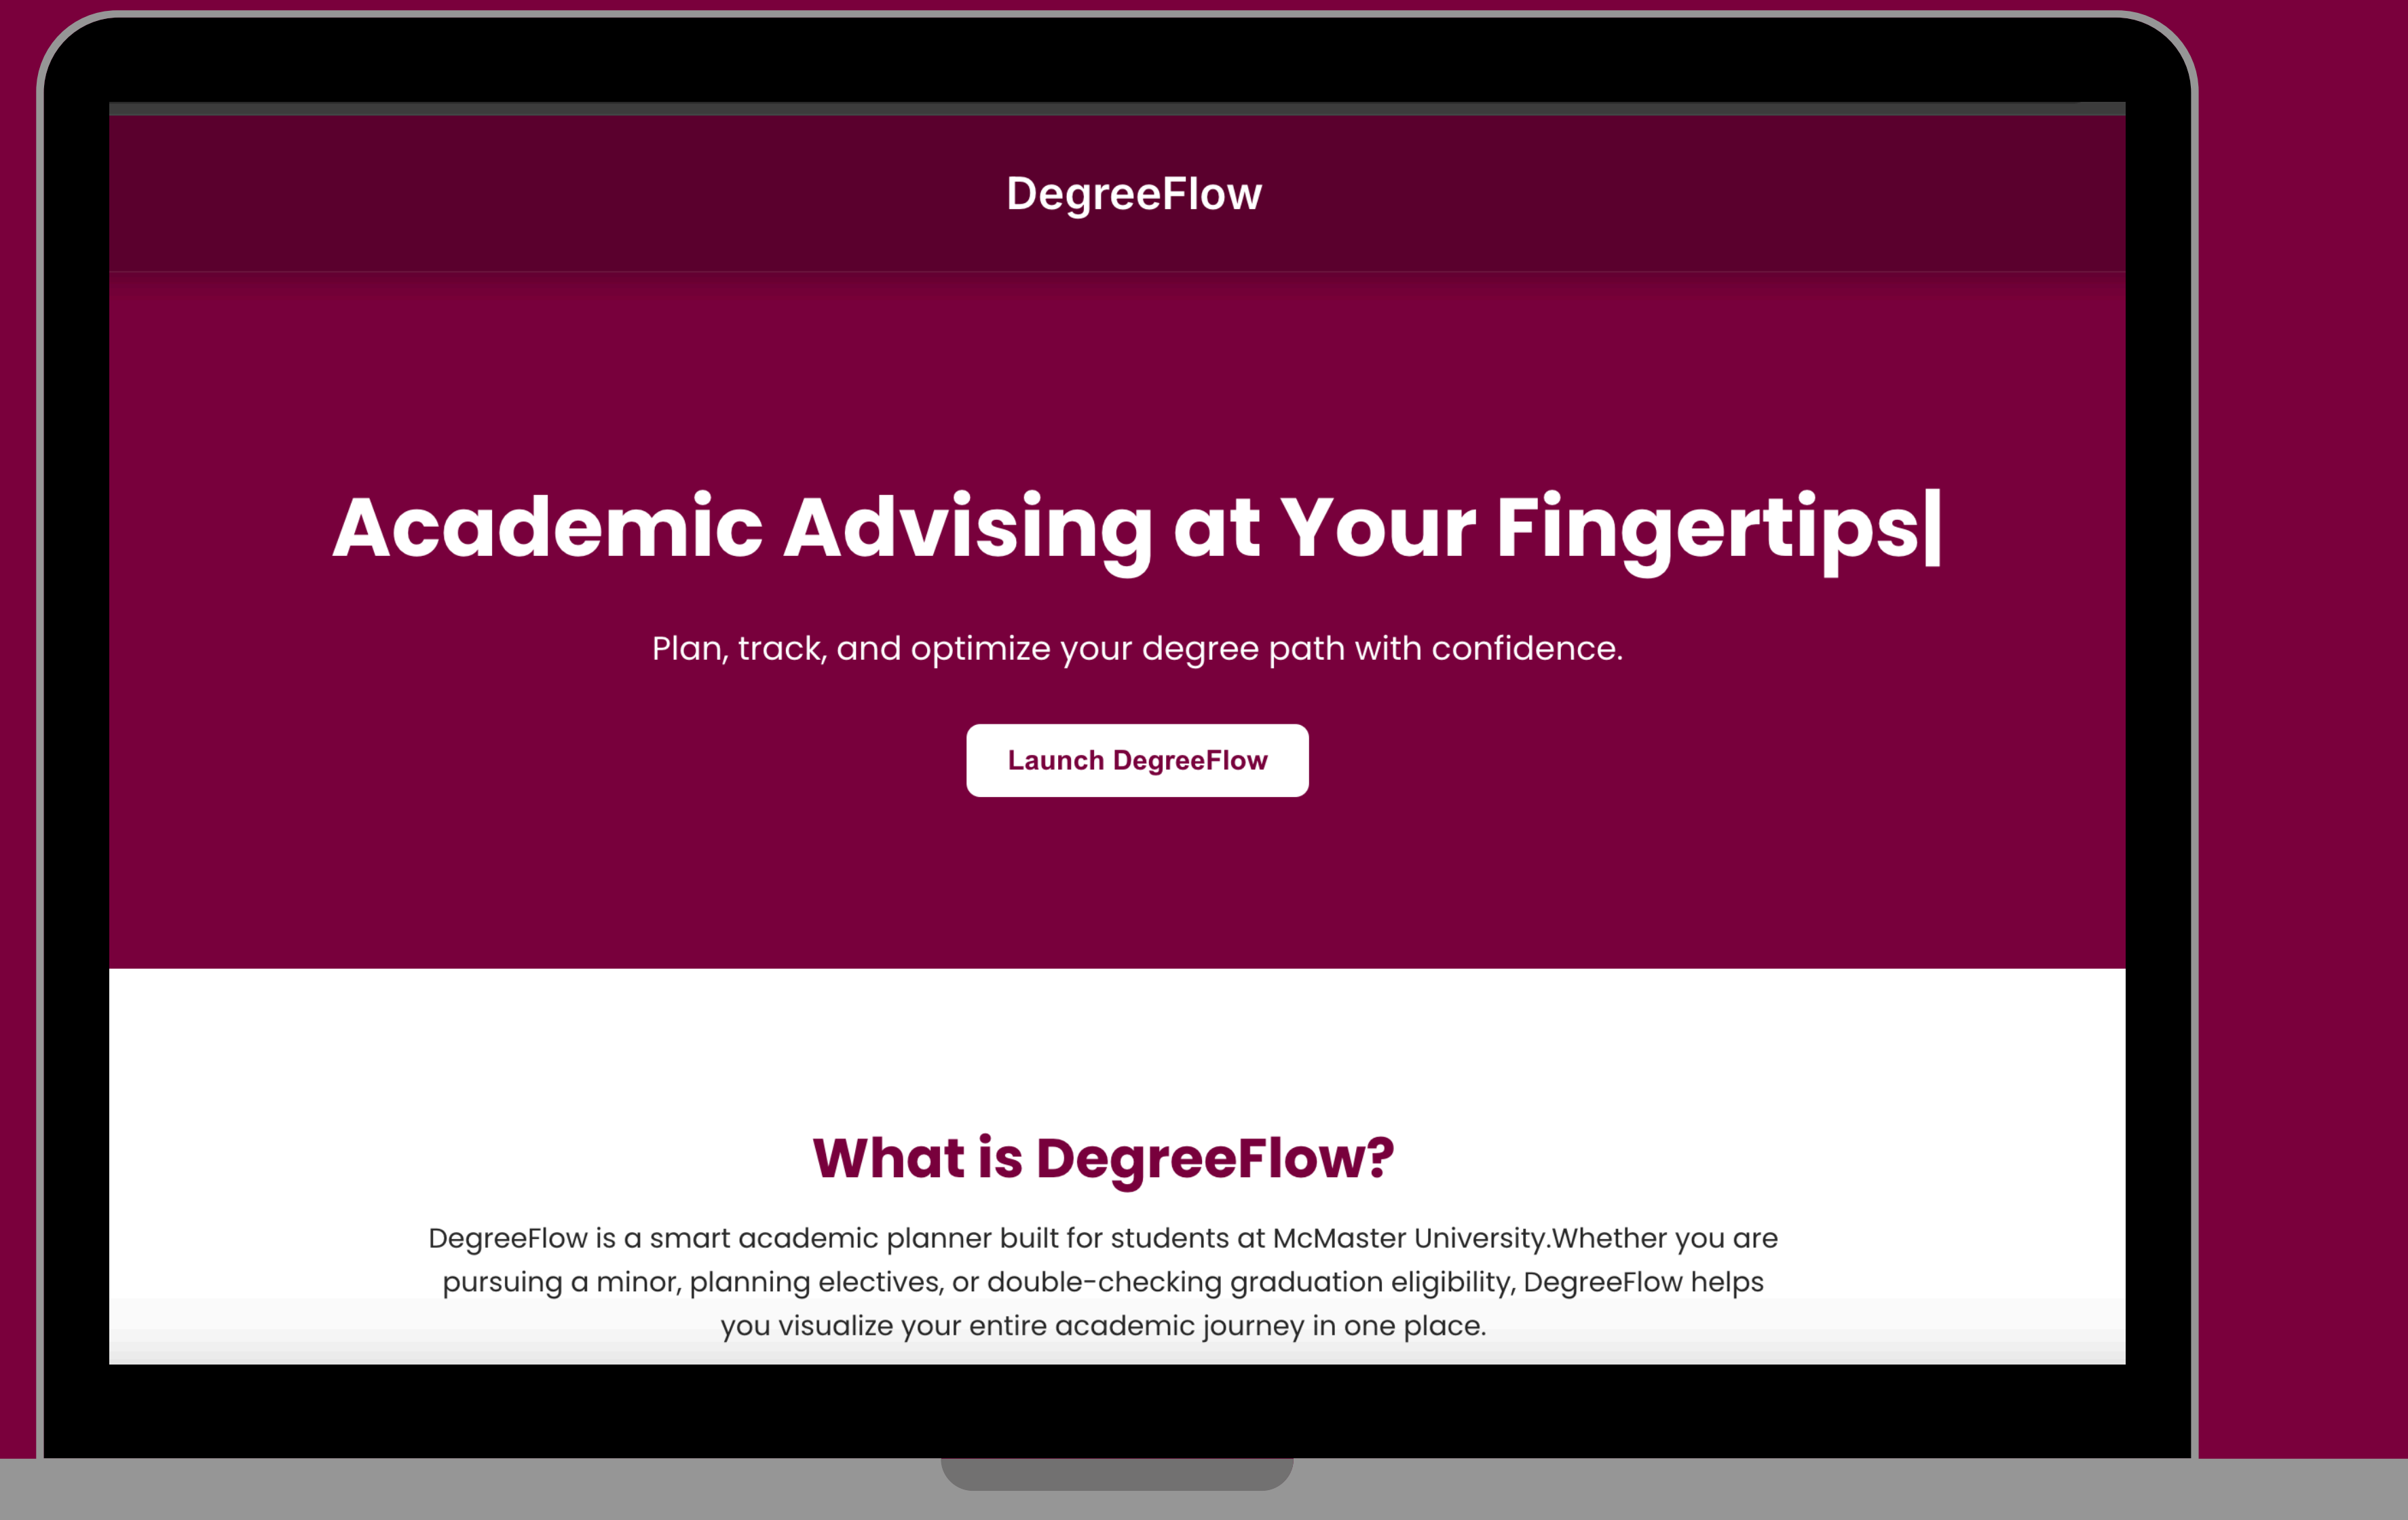 DegreeFlow
Academic Advising at Your Fingertips|
Plan, track, and optimize your degree path with confidence.
Launch DegreeFlow
What is DegreeFlow?
DegreeFlow is a smart academic planner built for students at McMaster University.Whether you are
pursuing a minor, planning electives, or double-checking graduation eligibility, DegreeFlow helps
you visualize your entire academic journey in one place.